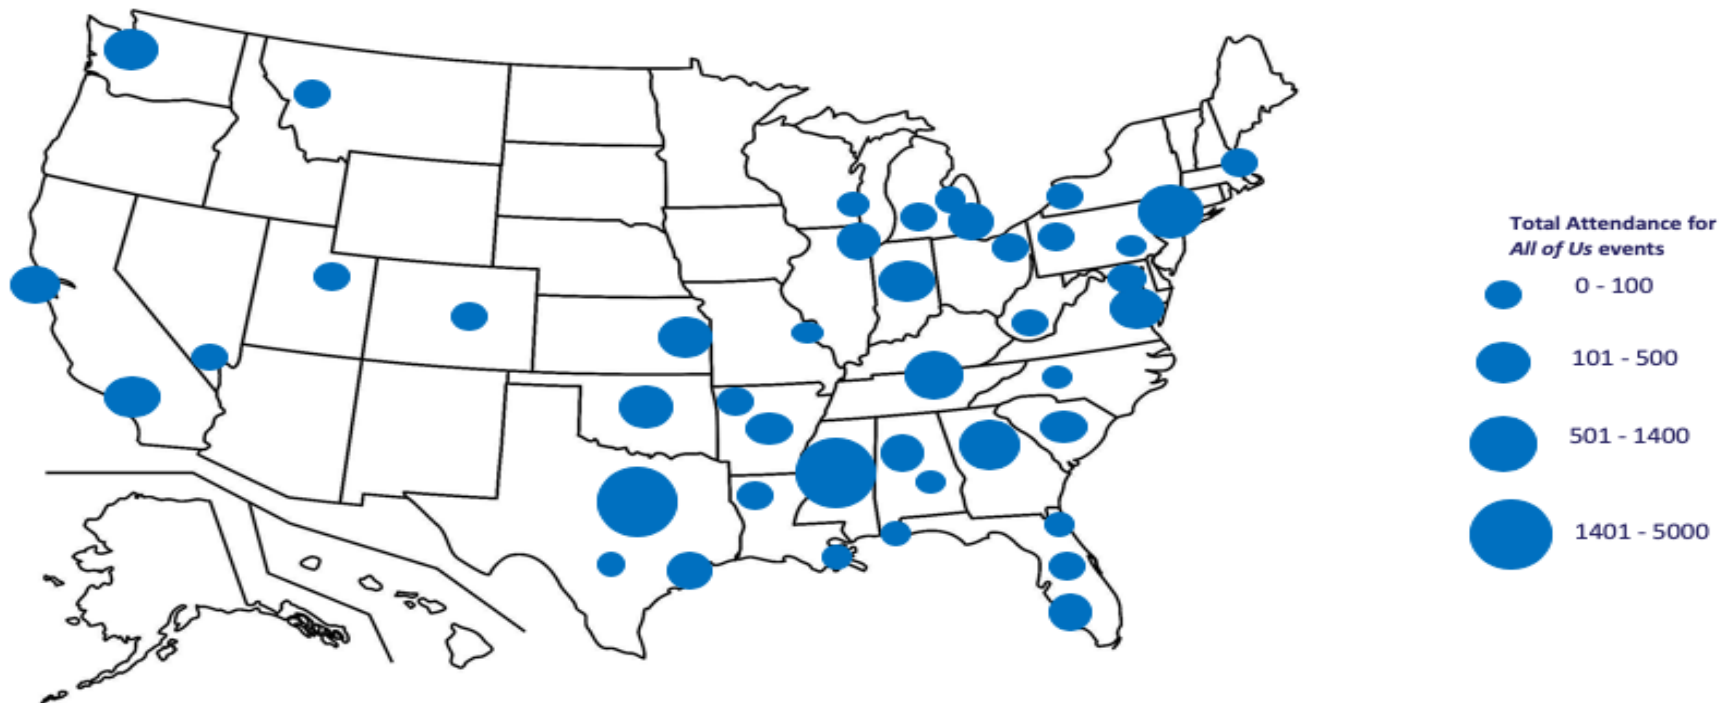 Total Attendance for
All of Us events
0 - 100
101 - 500
501 - 1400
1401 - 5000